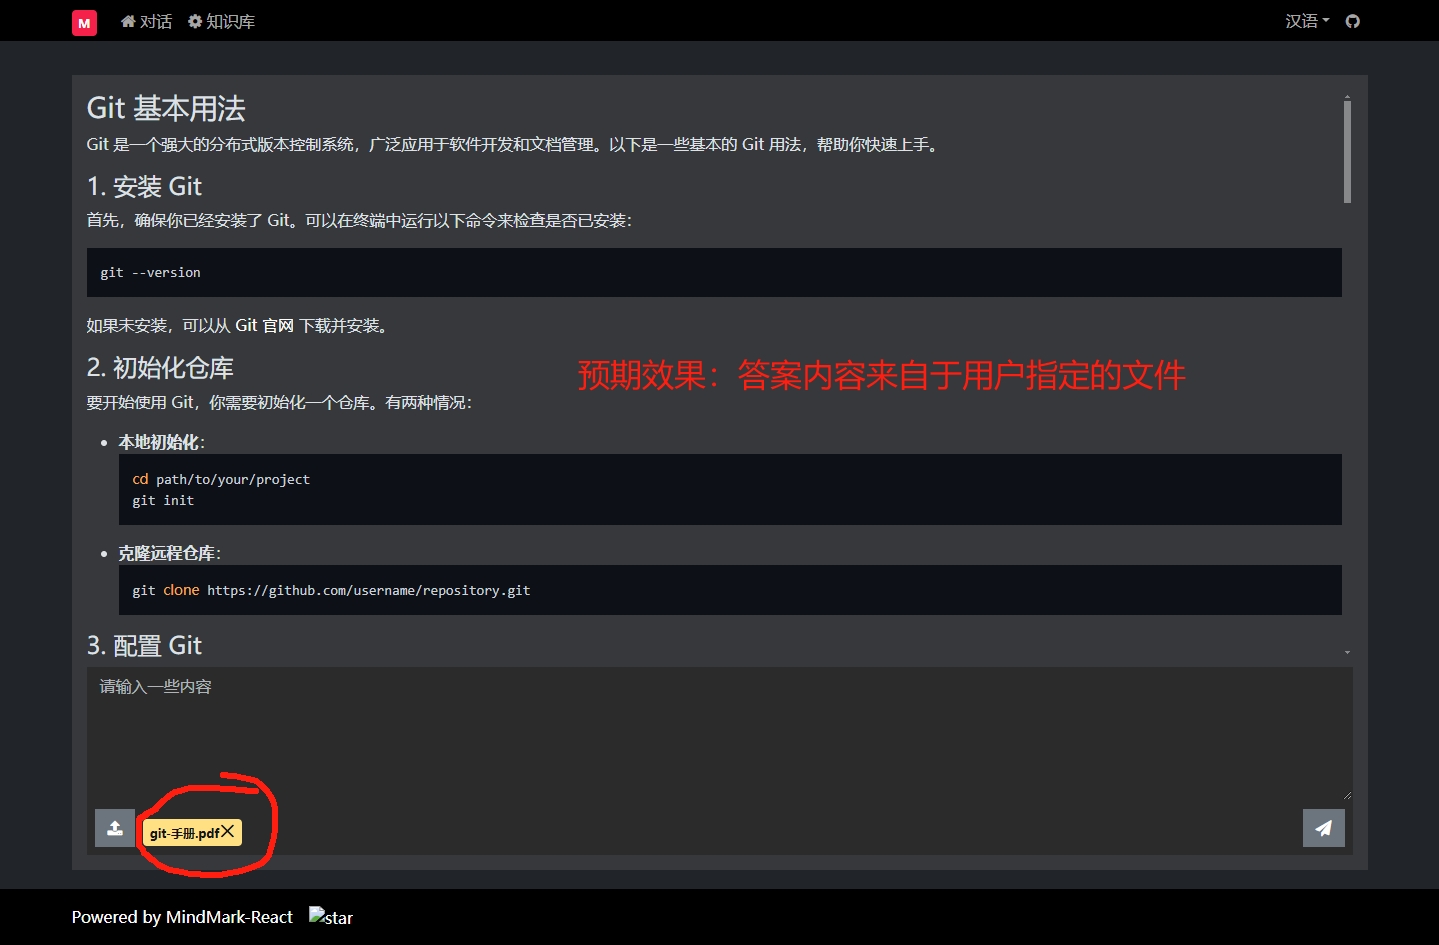 M 对话 知识库 汉语
Git 基本用法
Git 是一个强大的分布式版本控制系统，广泛应用于软件开发和文档管理。以下是一些基本的 Git 用法，帮助你快速上手。
1. 安装 Git
首先，确保你已经安装了 Git。可以在终端中运行以下命令来检查是否已安装：
git --version
如果未安装，可以从 Git 官网 下载并安装。
2. 初始化仓库
预期效果：答案内容来自于用户指定的文件
要开始使用 Git，你需要初始化一个仓库。有两种情况：
• 本地初始化：
cd path/to/your/project
git init
• 克隆远程仓库：
git clone https://github.com/username/repository.git
3. 配置 Git
请输入一些内容
git-手册.pdf
Powered by MindMark-React star